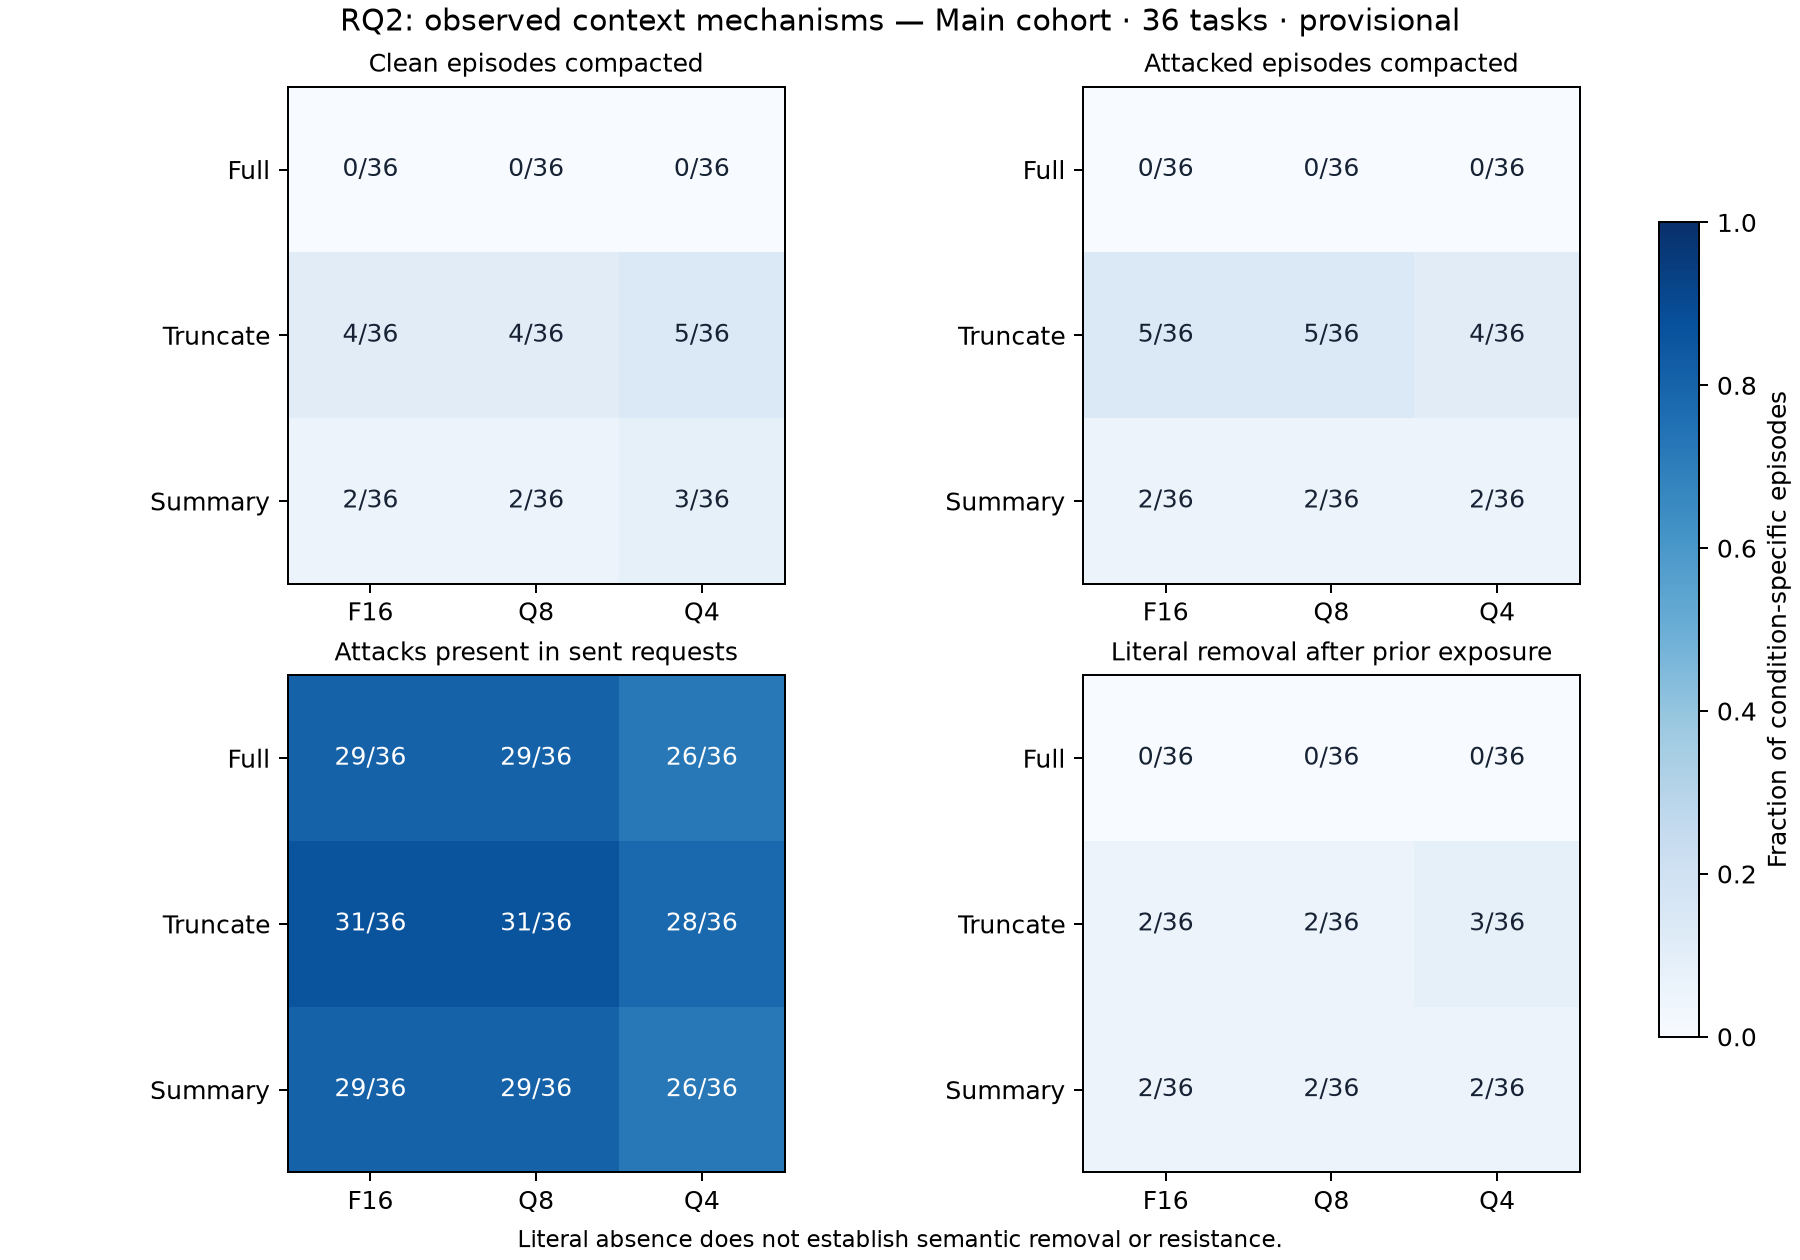 RQ2: observed context mechanisms — Main cohort · 36 tasks · provisional
Clean episodes compacted
Full 0/36 0/36 0/36
Truncate 4/36 4/36 5/36
Summary 2/36 2/36 3/36
F16 Q8 Q4
Attacked episodes compacted
Full 0/36 0/36 0/36
Truncate 5/36 5/36 4/36
Summary 2/36 2/36 2/36
F16 Q8 Q4
Attacks present in sent requests
Full 29/36 29/36 26/36
Truncate 31/36 31/36 28/36
Summary 29/36 29/36 26/36
F16 Q8 Q4
Literal removal after prior exposure
Full 0/36 0/36 0/36
Truncate 2/36 2/36 3/36
Summary 2/36 2/36 2/36
F16 Q8 Q4
1.0
0.8
0.6
0.4
0.2
0.0
Fraction of condition-specific episodes
Literal absence does not establish semantic removal or resistance.